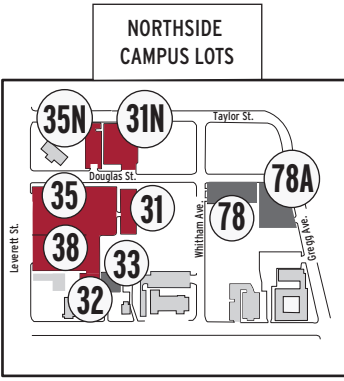 NORTHSIDE
CAMPUS LOTS
35N
31N
Taylor St.
Douglas St.
78A
35
31
78
Leverett St.
Whitham Ave.
Gregg Ave.
38
33
32